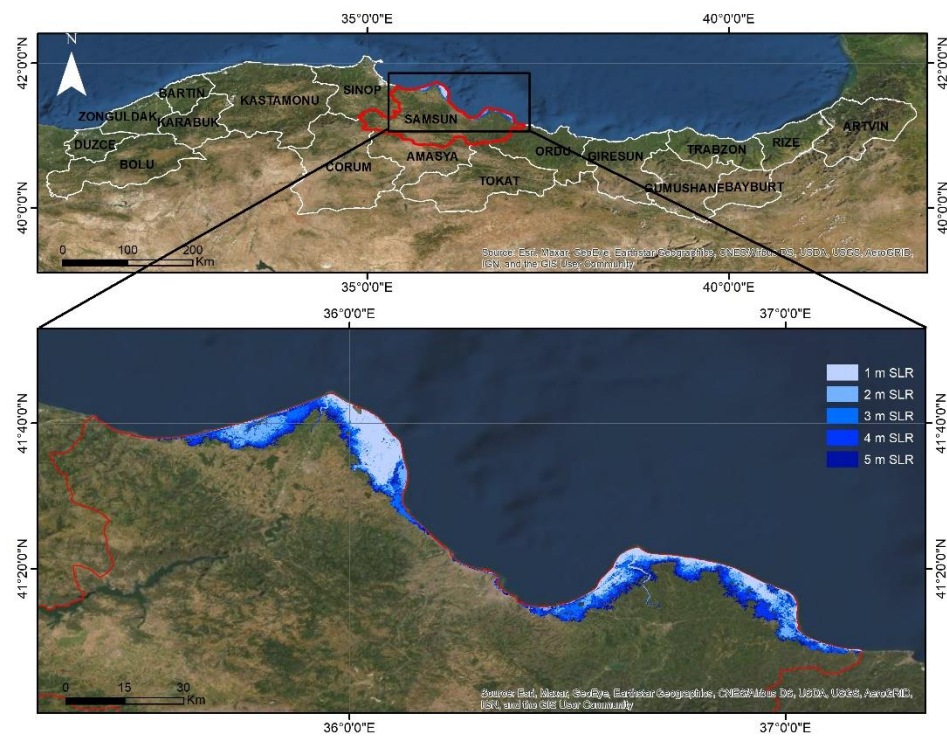 35°0'0"E 40°0'0"E
N
42°0'0"N 42°0'0"N
BARTIN
SINOP
KASTAMONU
ZONGULDAK
KARABUK
SAMSUN
ARTVIN
DUZCE
RIZE
TRABZON
ORDU
GIRESUN
BOLU
AMASYA
CORUM
TOKAT
GUMUSHANE
BAYBURT
40°0'0"N 40°0'0"N
0 100 200
Km
Source: Esri, Maxar, GeoEye, Earthstar Geographics, CNES/Airbus DS, USDA, USGS, AeroGRID,
IGN, and the GIS User Community
35°0'0"E 40°0'0"E
36°0'0"E 37°0'0"E
1 m SLR
2 m SLR
3 m SLR
4 m SLR
5 m SLR
41°40'0"N 41°40'0"N
41°20'0"N 41°20'0"N
0 15 30
Km
Source: Esri, Maxar, GeoEye, Earthstar Geographics, CNES/Airbus DS, USDA, USGS, AeroGRID,
IGN, and the GIS User Community
36°0'0"E 37°0'0"E